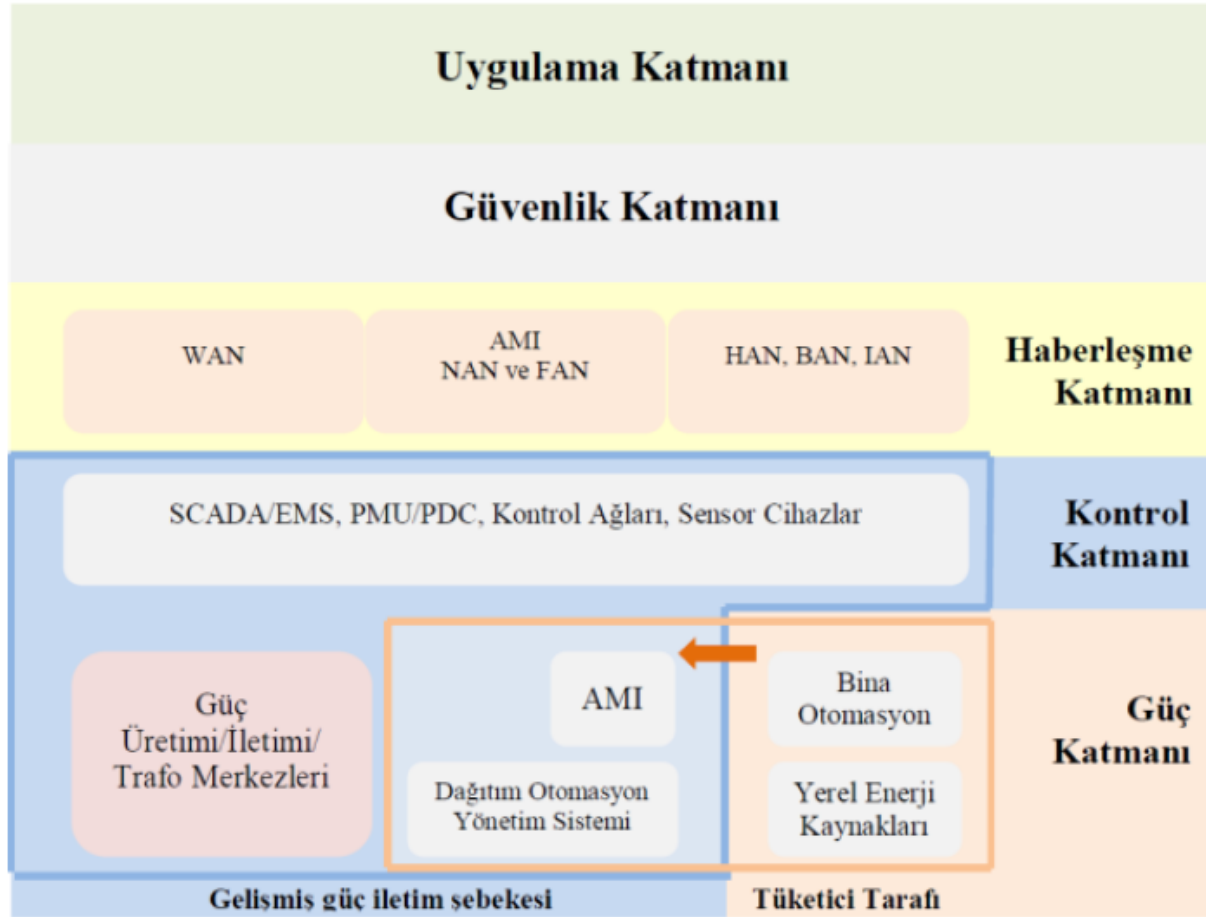 Uygulama Katmanı
Güvenlik Katmanı
WAN
AMI
NAN ve FAN
HAN, BAN, IAN
Haberleşme
Katmanı
SCADA/EMS, PMU/PDC, Kontrol Ağları, Sensor Cihazlar
Kontrol
Katmanı
Güç
Üretimi/İletimi/
Trafo Merkezleri
AMI
Dağıtım Otomasyon
Yönetim Sistemi
Bina
Otomasyon
Yerel Enerji
Kaynakları
Güç
Katmanı
Gelişmiş güç iletim şebekesi
Tüketici Tarafı